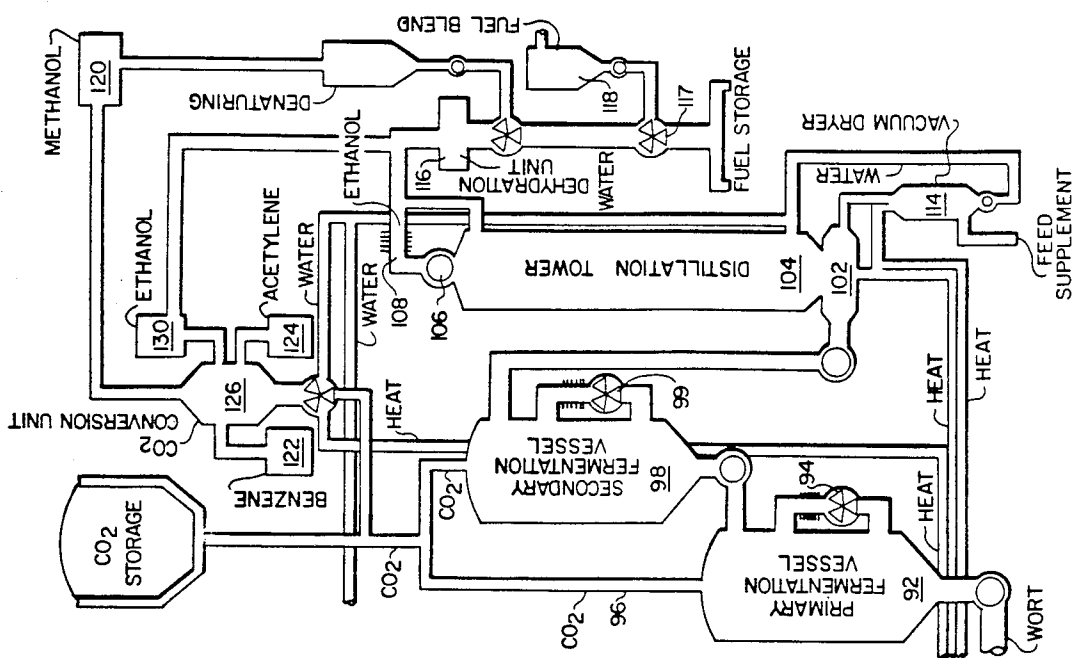 METHANOL
120
DENATURING
FUEL BLEND
118
117
FUEL STORAGE
VACUUM DRYER
WATER
114
FEED
SUPPLEMENT
ETHANOL
116
DEHYDRATION
UNIT
WATER
ETHANOL
130
ACETYLENE
124
WATER
WATER
108
106
DISTILLATION TOWER
104
102
CO2
CONVERSION UNIT
126
122
BENZENE
HEAT
99
SECONDARY
FERMENTATION
VESSEL
98
CO2
HEAT
HEAT
CO2
STORAGE
CO2
CO2
96
94
PRIMARY
FERMENTATION
VESSEL
92
HEAT
WORT